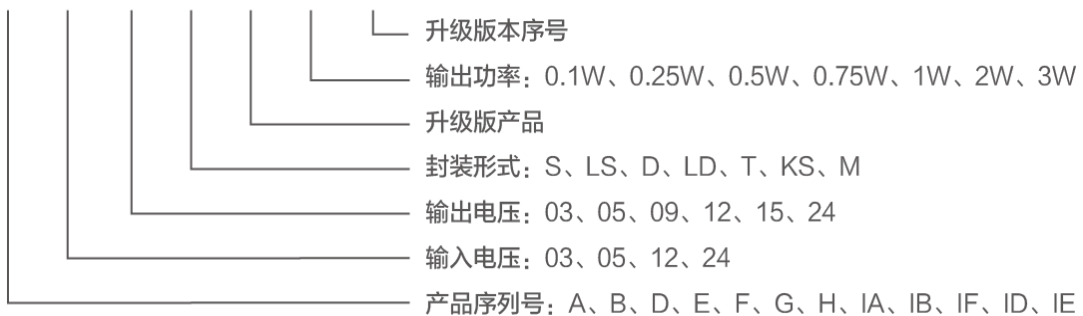 升级版本序号
输出功率：0.1W、0.25W、0.5W、0.75W、1W、2W、3W
升级版产品
封装形式：S、LS、D、LD、T、KS、M
输出电压：03、05、09、12、15、24
输入电压：03、05、12、24
产品序列号：A、B、D、E、F、G、H、IA、IB、IF、ID、IE